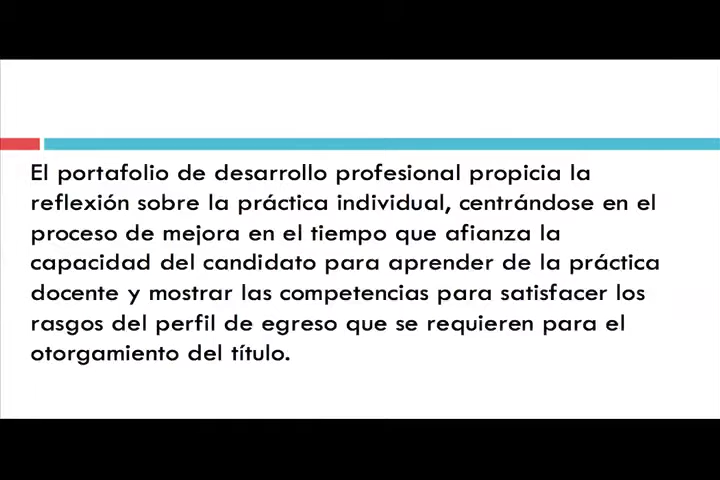 El portafolio de desarrollo profesional propicia la
reflexión sobre la práctica individual, centrándose en el
proceso de mejora en el tiempo que afianza la
capacidad del candidato para aprender de la práctica
docente y mostrar las competencias para satisfacer los
rasgos del perfil de egreso que se requieren para el
otorgamiento del título.